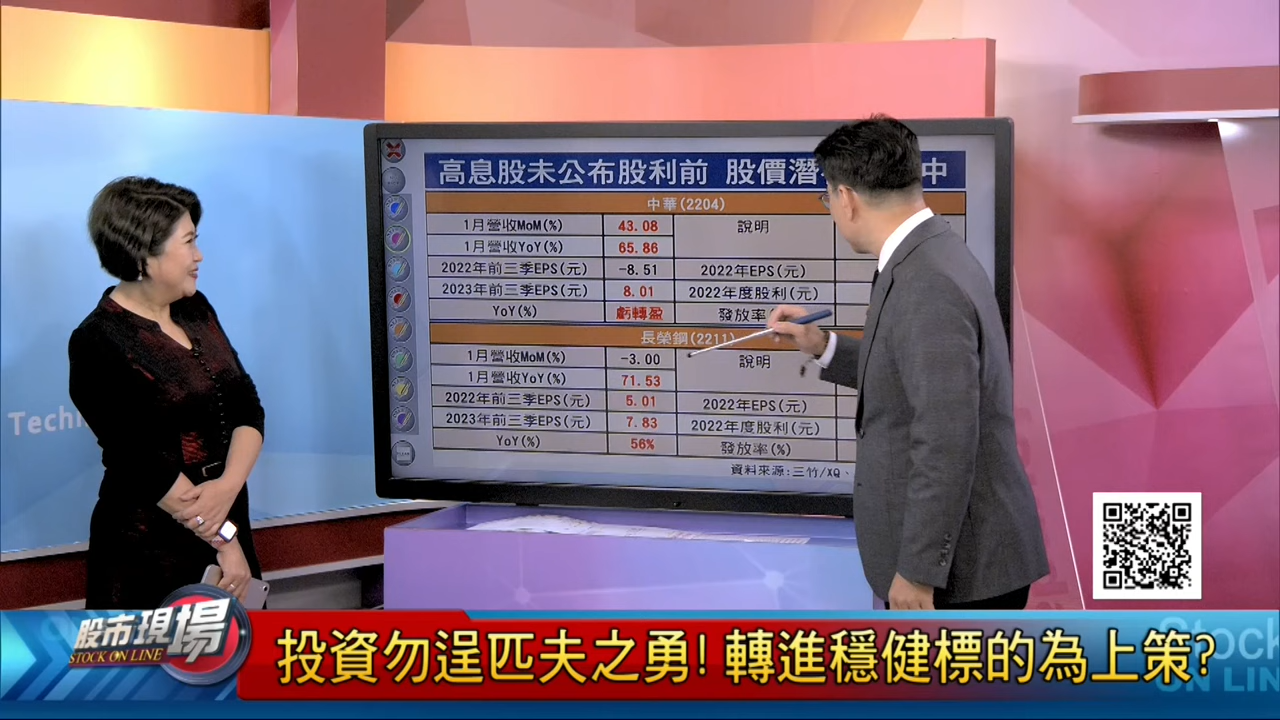 高息股未公布股利前 股價潛 中
中華(2204)
1月營收MoM(%) 43.08 說明
1月營收YoY(%) 65.86
2022年前三季EPS(元) -8.51 2022年EPS(元)
2023年前三季EPS(元) 8.01 2022年度股利(元)
YoY(%) 虧轉盈 發放率
長榮鋼(2211)
1月營收MoM(%) -3.00 說明
1月營收YoY(%) 71.53
2022年前三季EPS(元) 5.01 2022年EPS(元)
2023年前三季EPS(元) 7.83 2022年度股利(元)
YoY(%) 56% 發放率(%)
資料來源:三竹/XQ、
Techn
股市現場
STOCK ON LINE
投資勿逞匹夫之勇! 轉進穩健標的為上策?
Stock
ON LINE